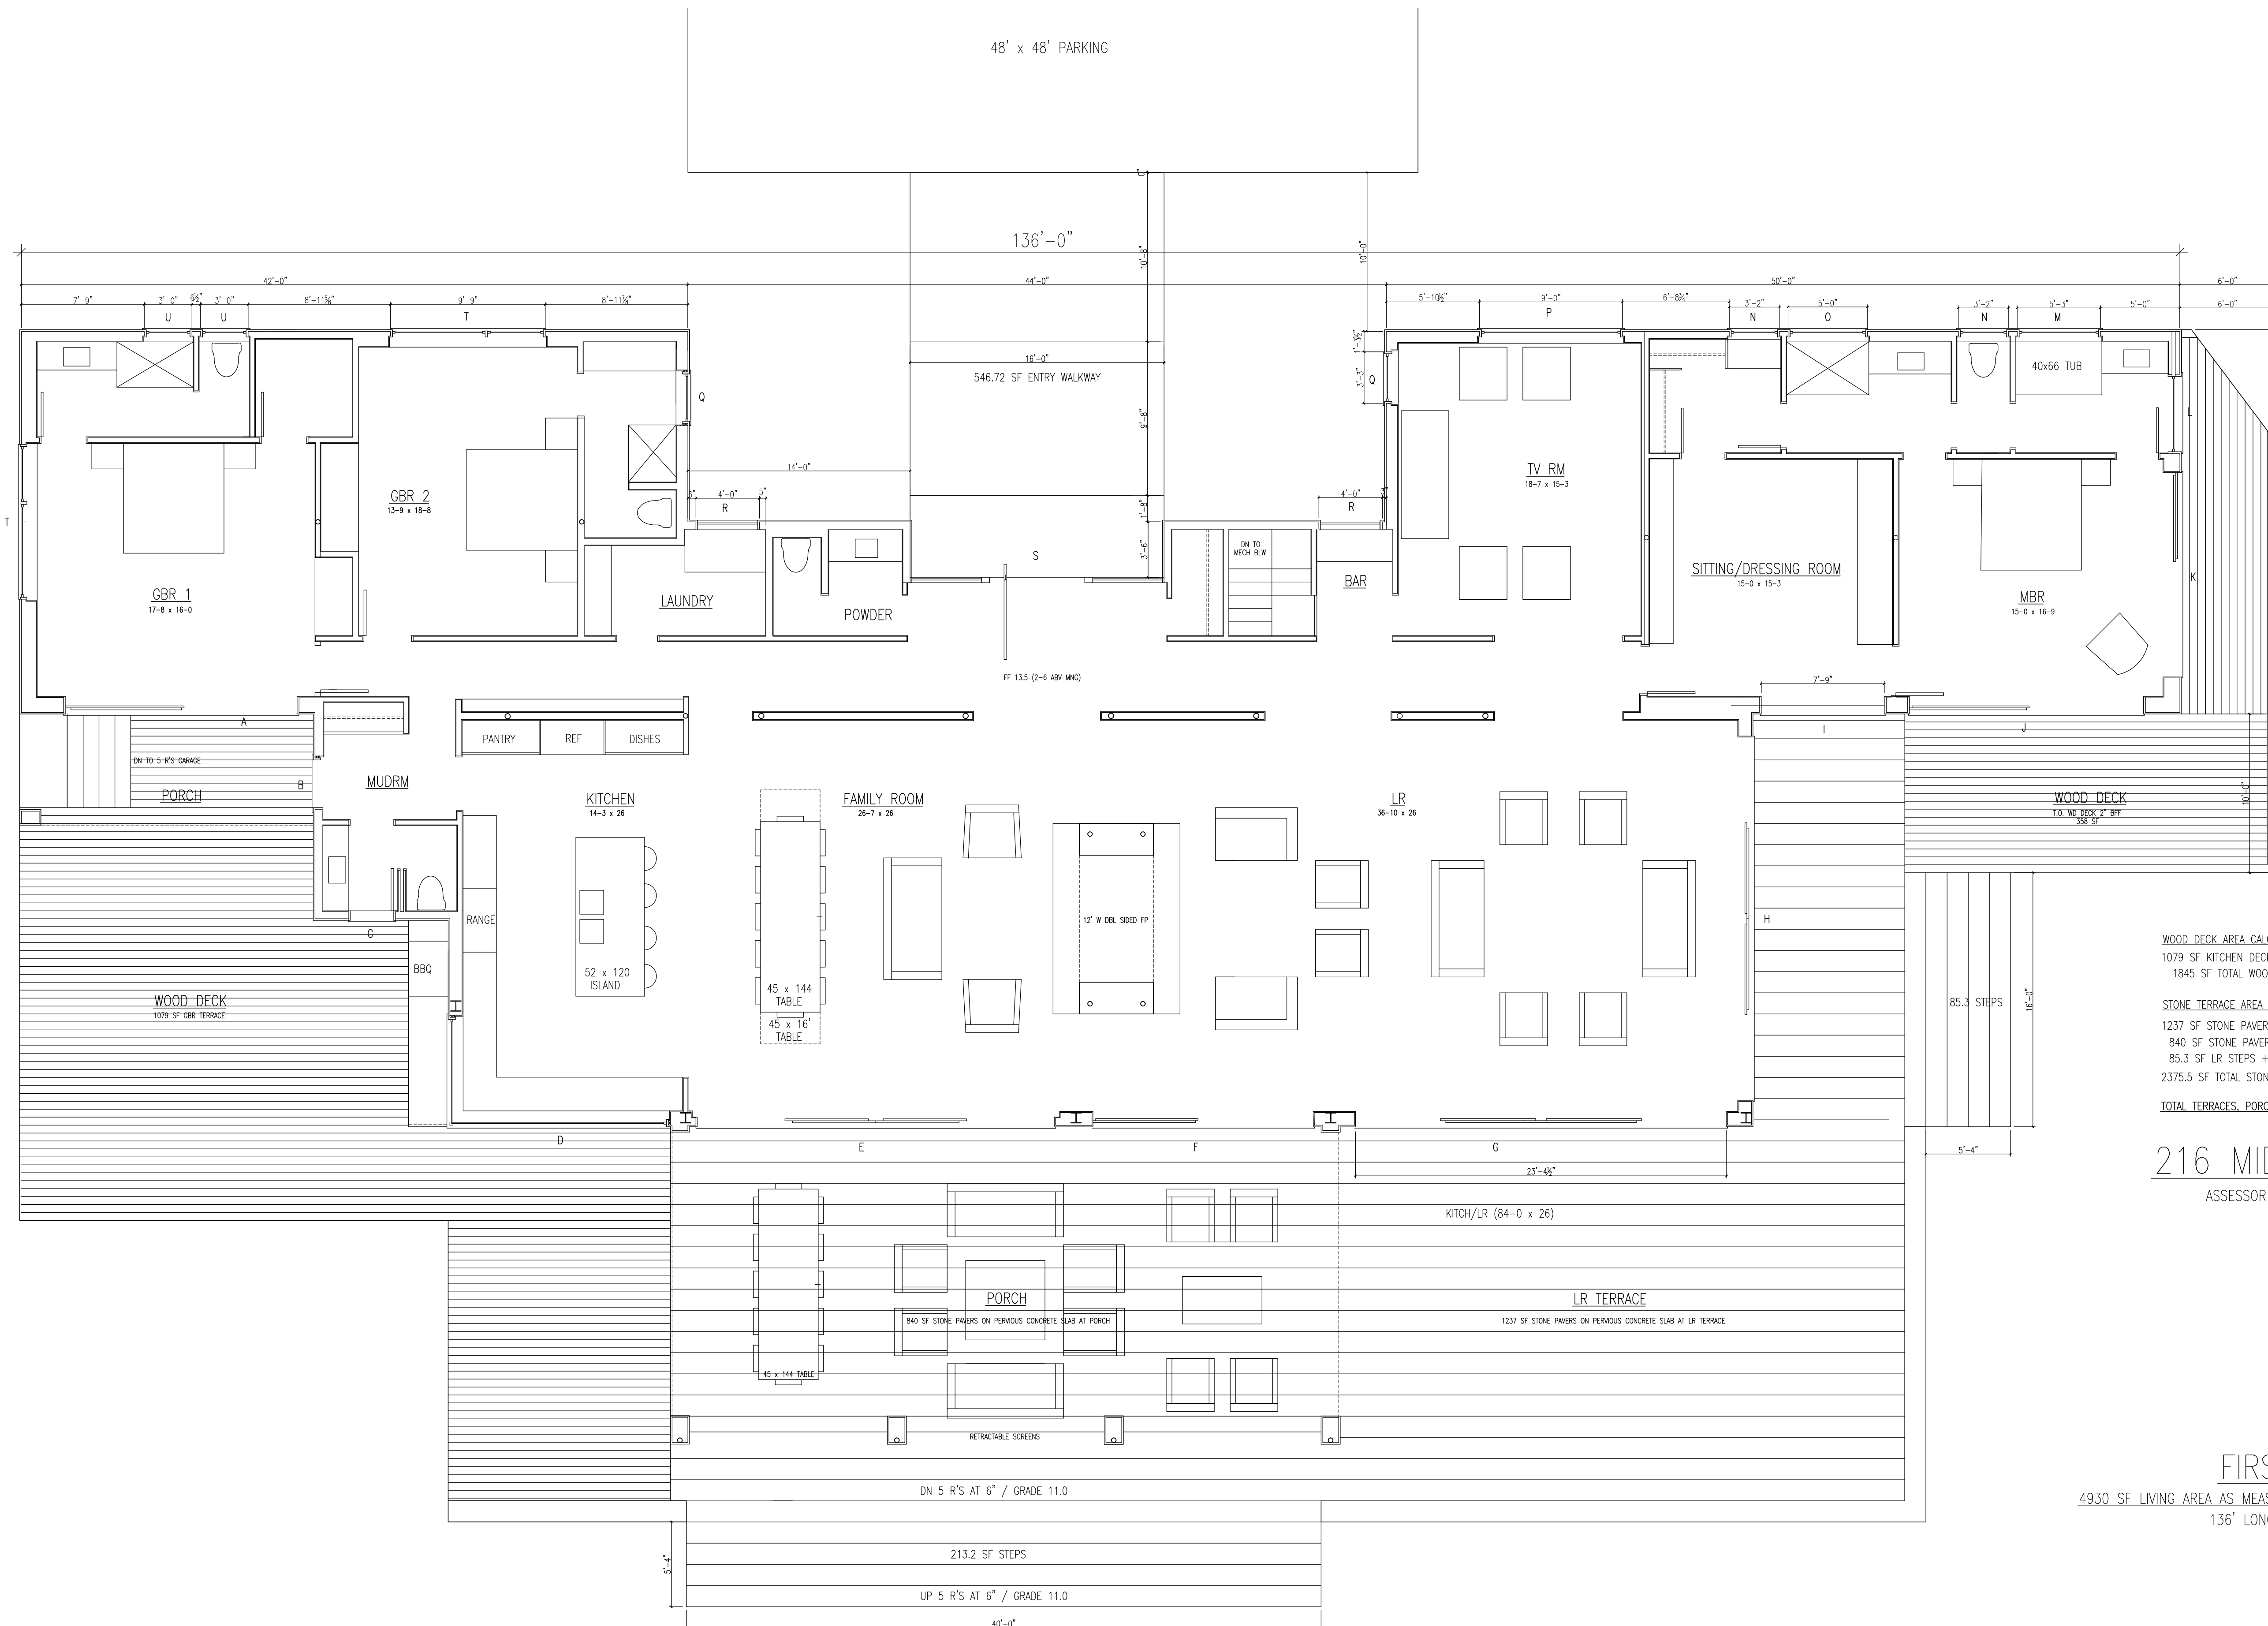 48' x 48' PARKING
0"
136'-0"
10'-8"
10'-0"
42'-0"
44'-0"
50'-0"
6'-0"
7'-9"
3'-0"
6½"
3'-0"
8'-11⅝"
9'-9"
8'-11⅞"
5'-10½"
9'-0"
6'-8¾"
3'-2"
5'-0"
3'-2"
5'-3"
5'-0"
6'-0"
U
U
T
P
N
O
N
M
1'-3½"
3'-3"
Q
Q
16'-0"
546.72 SF ENTRY WALKWAY
9'-8"
40x66 TUB
L
14'-0"
TV RM
18-7 x 15-3
GBR 2
13-9 x 18-8
6"
4'-0"
5"
R
1'-8"
4'-0"
R
T
3'-6"
S
DN TO
MECH BLW
BAR
SITTING/DRESSING ROOM
15-0 x 15-3
K
GBR 1
17-8 x 16-0
LAUNDRY
POWDER
MBR
15-0 x 16-9
FF 13.5 (2-6 ABV MNG)
7'-9"
A
PANTRY
REF
DISHES
I
J
DN TO 5 R'S GARAGE
B
PORCH
MUDRM
KITCHEN
14-3 x 26
FAMILY ROOM
26-7 x 26
LR
36-10 x 26
WOOD DECK
T.O. WD DECK 2" BFF
358 SF
10'-0"
RANGE
12' W DBL SIDED FP
H
C
BBQ
52 x 120
ISLAND
45 x 144
TABLE
45 x 16'
TABLE
WOOD DECK
1079 SF GBR TERRACE
85.3 STEPS
16'-0"
WOOD DECK AREA CAL
1079 SF KITCHEN DEC
1845 SF TOTAL WOO
STONE TERRACE AREA
1237 SF STONE PAVER
840 SF STONE PAVER
85.3 SF LR STEPS +
2375.5 SF TOTAL STON
TOTAL TERRACES, PORC
D
E
F
G
23'-4½"
5'-4"
216 MI
ASSESSOR
KITCH/LR (84-0 x 26)
PORCH
840 SF STONE PAVERS ON PERVIOUS CONCRETE SLAB AT PORCH
LR TERRACE
1237 SF STONE PAVERS ON PERVIOUS CONCRETE SLAB AT LR TERRACE
45 x 144 TABLE
RETRACTABLE SCREENS
DN 5 R'S AT 6" / GRADE 11.0
FIRS
4930 SF LIVING AREA AS MEAS
136' LON
5'-4"
213.2 SF STEPS
UP 5 R'S AT 6" / GRADE 11.0
40'-0"